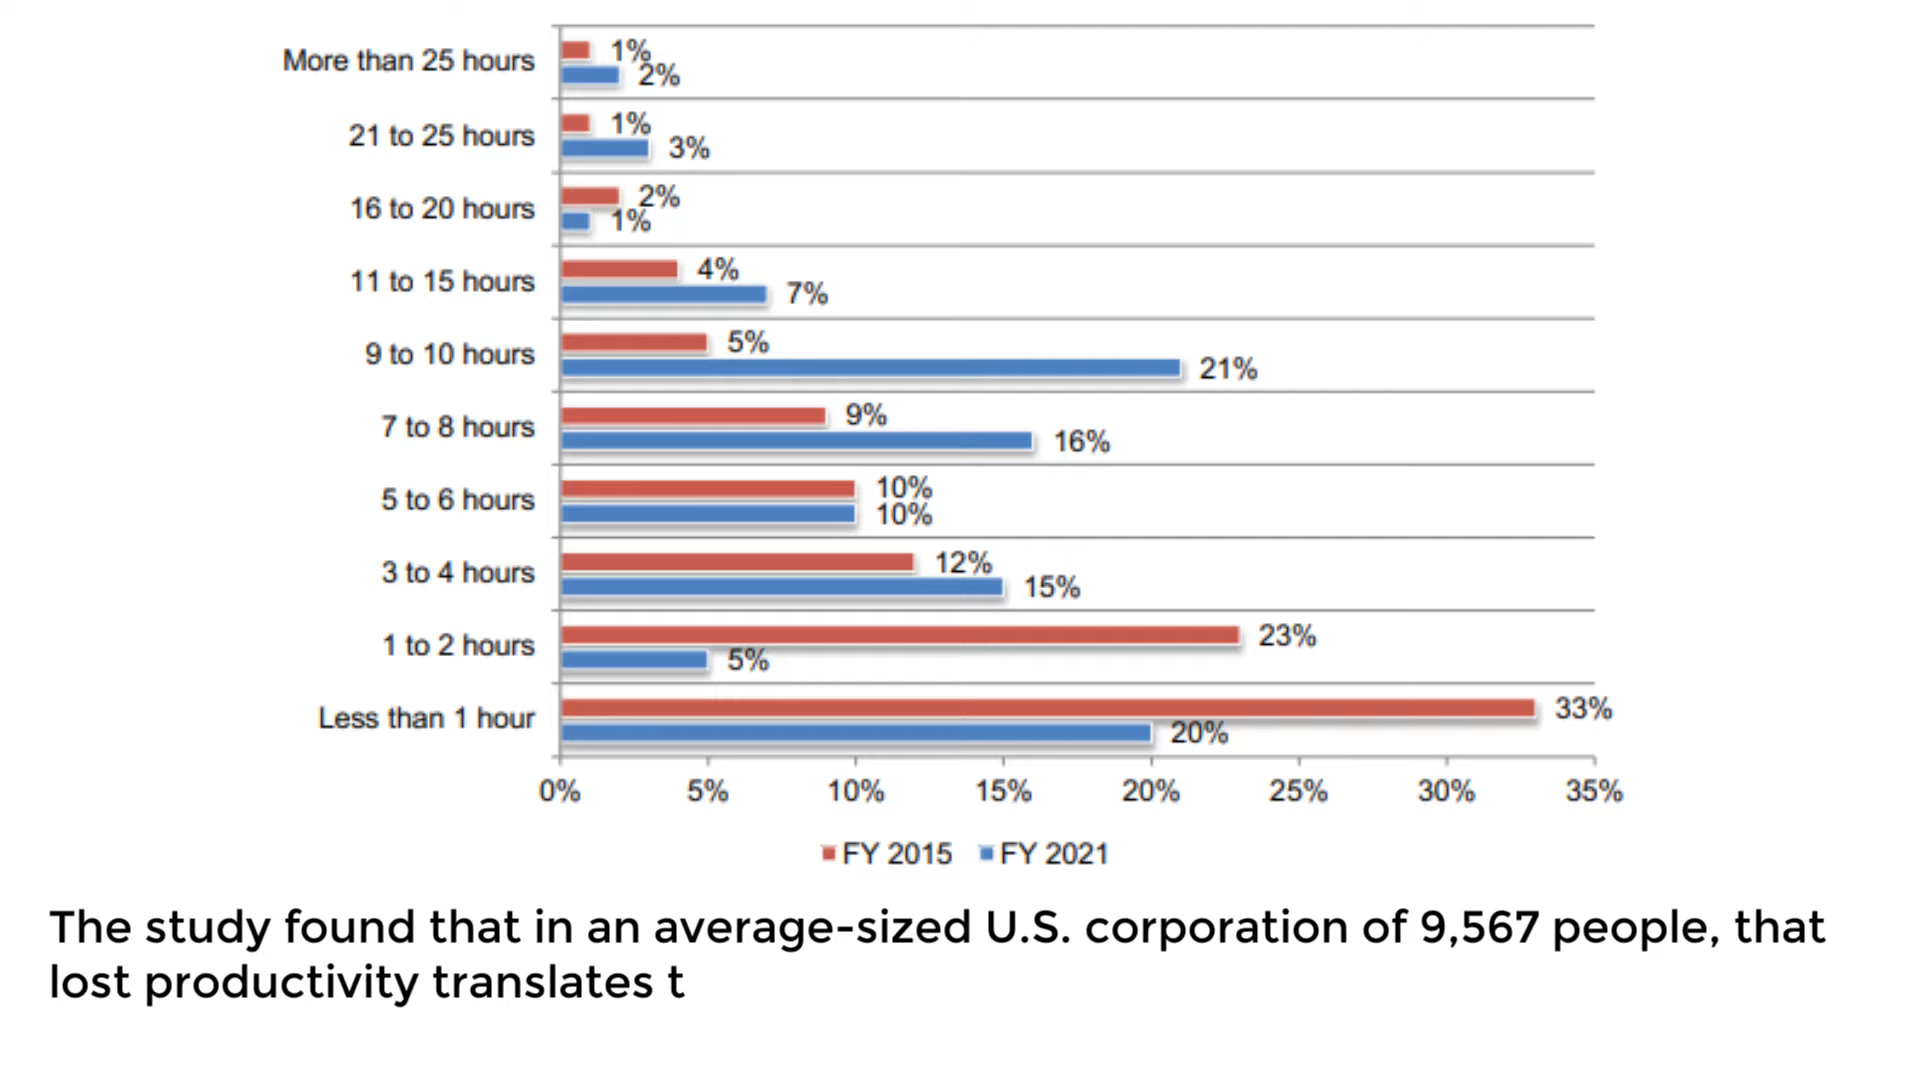 More than 25 hours 1% 2%
21 to 25 hours 1% 3%
16 to 20 hours 2% 1%
11 to 15 hours 4% 7%
9 to 10 hours 5% 21%
7 to 8 hours 9% 16%
5 to 6 hours 10% 10%
3 to 4 hours 12% 15%
1 to 2 hours 23% 5%
Less than 1 hour 33% 20%
0% 5% 10% 15% 20% 25% 30% 35%
FY 2015 FY 2021
The study found that in an average-sized U.S. corporation of 9,567 people, that
lost productivity translates t